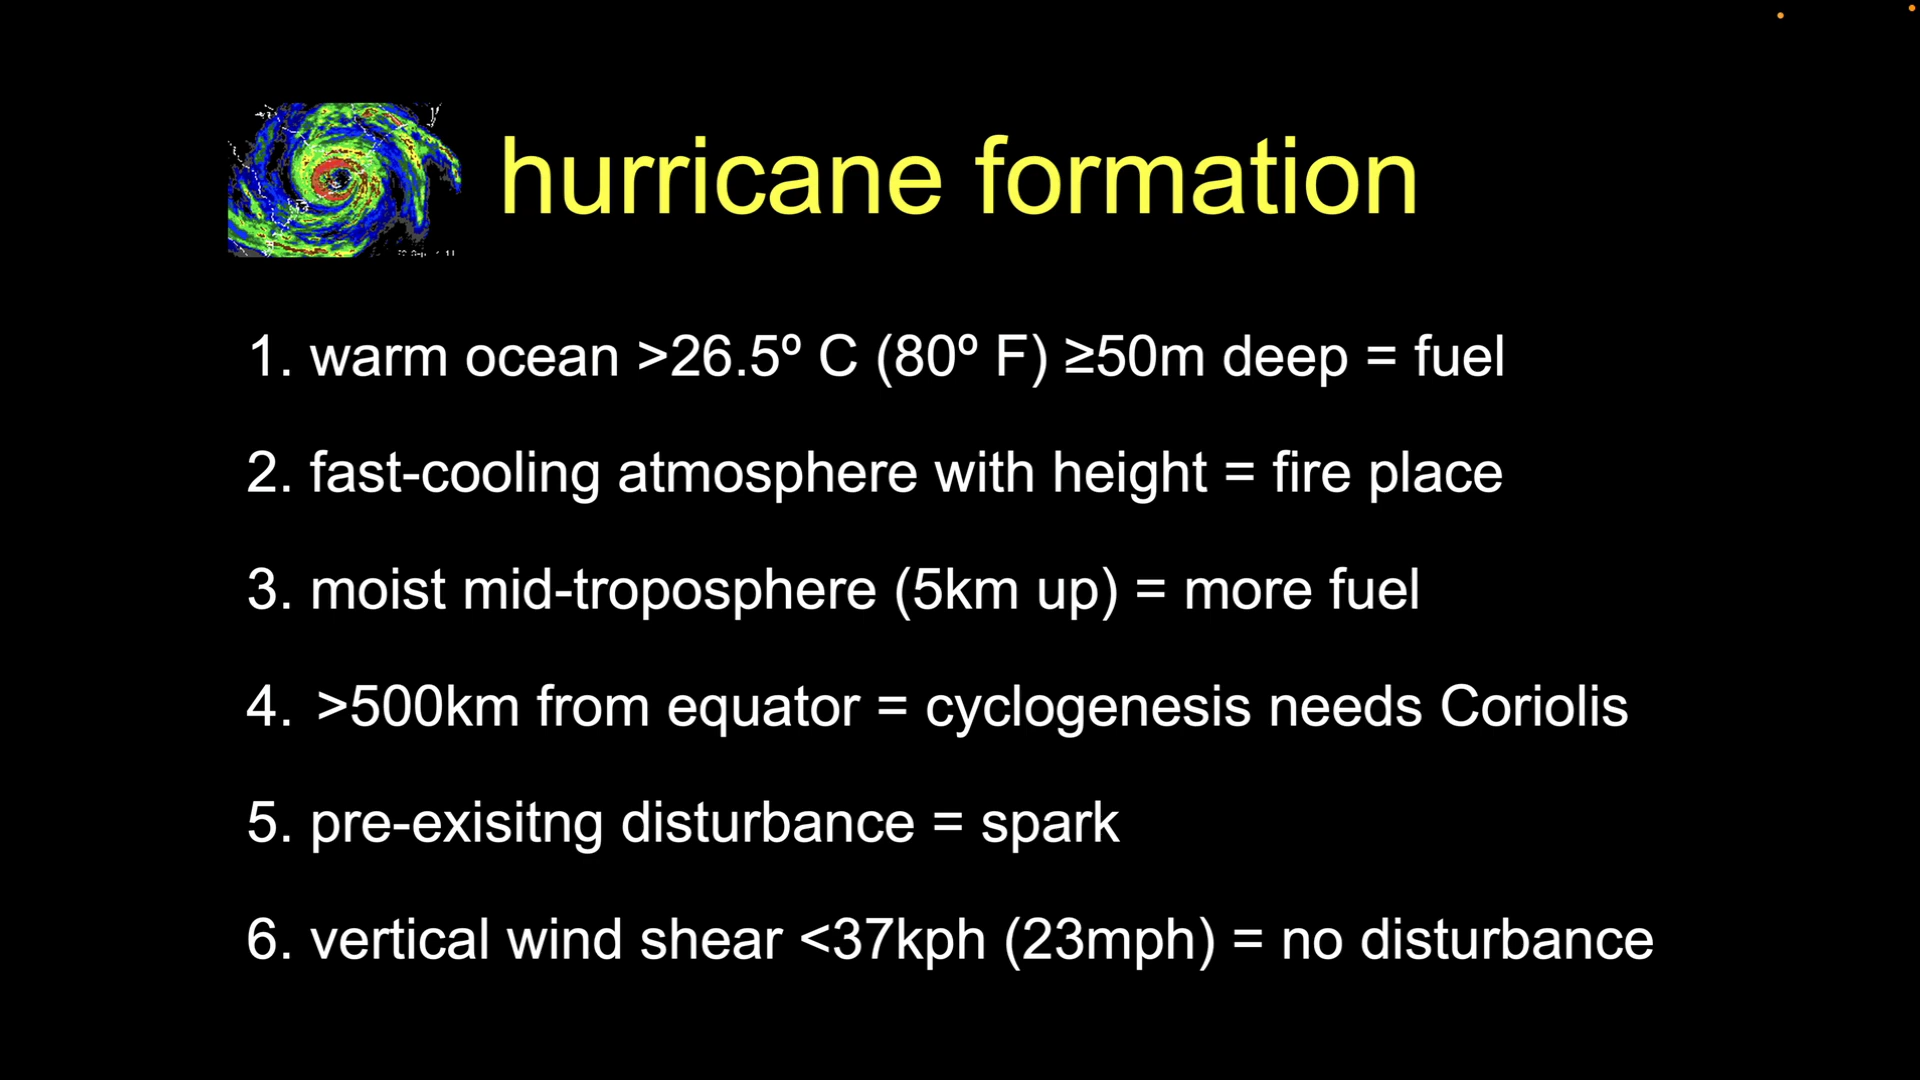 hurricane formation
1. warm ocean >26.5º C (80º F) ≥50m deep = fuel
2. fast-cooling atmosphere with height = fire place
3. moist mid-troposphere (5km up) = more fuel
4. >500km from equator = cyclogenesis needs Coriolis
5. pre-exisitng disturbance = spark
6. vertical wind shear <37kph (23mph) = no disturbance